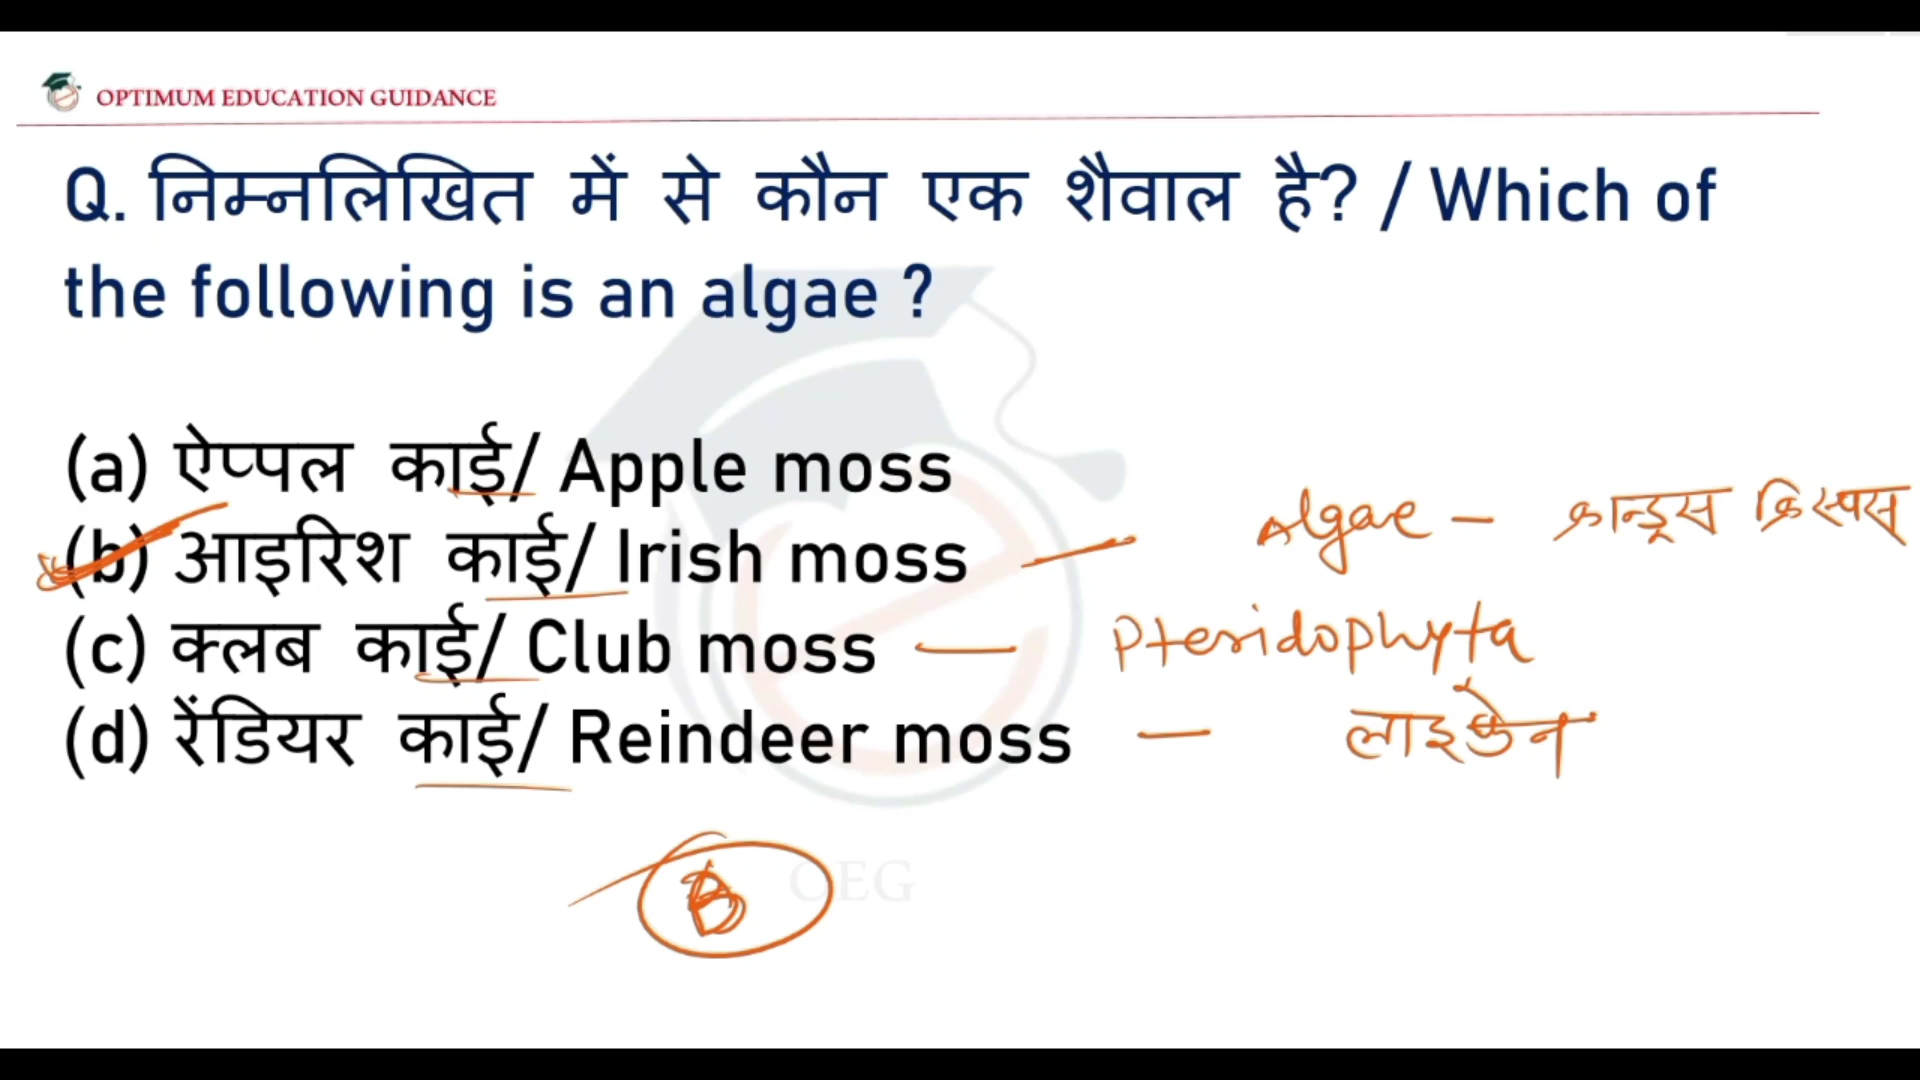 OPTIMUM EDUCATION GUIDANCE
Q. निम्नलिखित में से कौन एक शैवाल है? / Which of
the following is an algae ?
(a) ऐप्पल काई/ Apple moss
(b) आइरिश काई/ Irish moss — Algae - कान्ड्रस क्रिस्पस
(c) क्लब काई/ Club moss — Pteridophyta
(d) रेंडियर काई/ Reindeer moss — लाइकेन
B
OEG